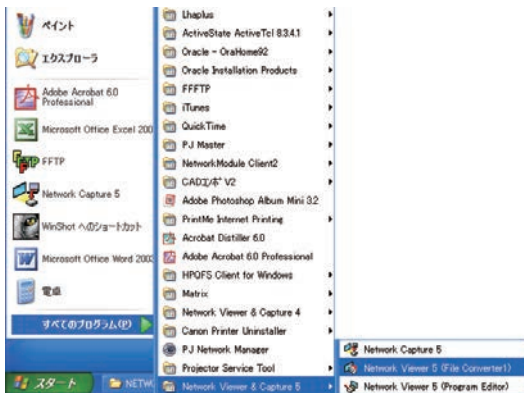 ペイント
エクスプローラ
Adobe Acrobat 6.0
Professional
Microsoft Office Excel 200
FFTP
Network Capture 5
WinShot へのショートカット
Microsoft Office Word 2003
電卓
すべてのプログラム(P)
スタート
NETW
Lhaplus
ActiveState ActiveTcl 8.3.4.1
Oracle - OraHome92
Oracle Installation Products
FFFTP
iTunes
QuickTime
PJ Master
NetworkModule Client2
CADｺﾝﾎﾞ V2
Adobe Photoshop Album Mini 3.2
PrintMe Internet Printing
Acrobat Distiller 6.0
Adobe Acrobat 6.0 Professional
HPQFS Client for Windows
Matrix
Network Viewer & Capture 4
Canon Printer Uninstaller
PJ Network Manager
Projector Service Tool
Network Viewer & Capture 5
Network Capture 5
Network Viewer 5 (File Converter1)
Network Viewer 5 (Program Editor)